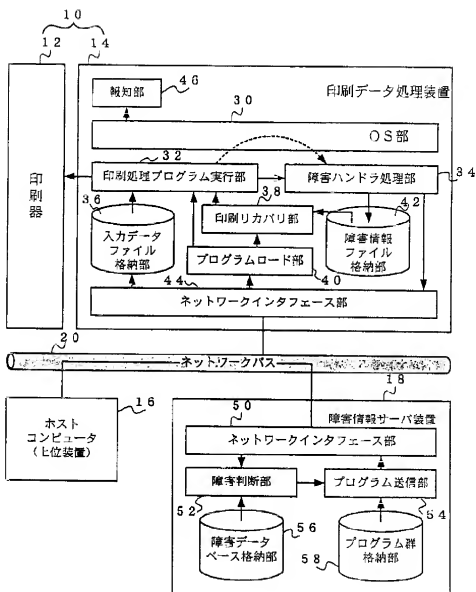 10
12
14
印刷データ処理装置
46
報知部
30
OS部
32
印刷処理プログラム実行部
障害ハンドラ処理部
34
印刷器
36
38
印刷リカバリ部
42
入力データ
ファイル
格納部
障害情報
ファイル
格納部
プログラムロード部
40
44
ネットワークインタフェース部
20
ネットワークパス
18
16
ホスト
コンピュータ
(上位装置)
50
障害情報サーバ装置
ネットワークインタフェース部
障害判断部
プログラム送信部
52
54
56
障害データ
ベース格納部
プログラム群
格納部
58